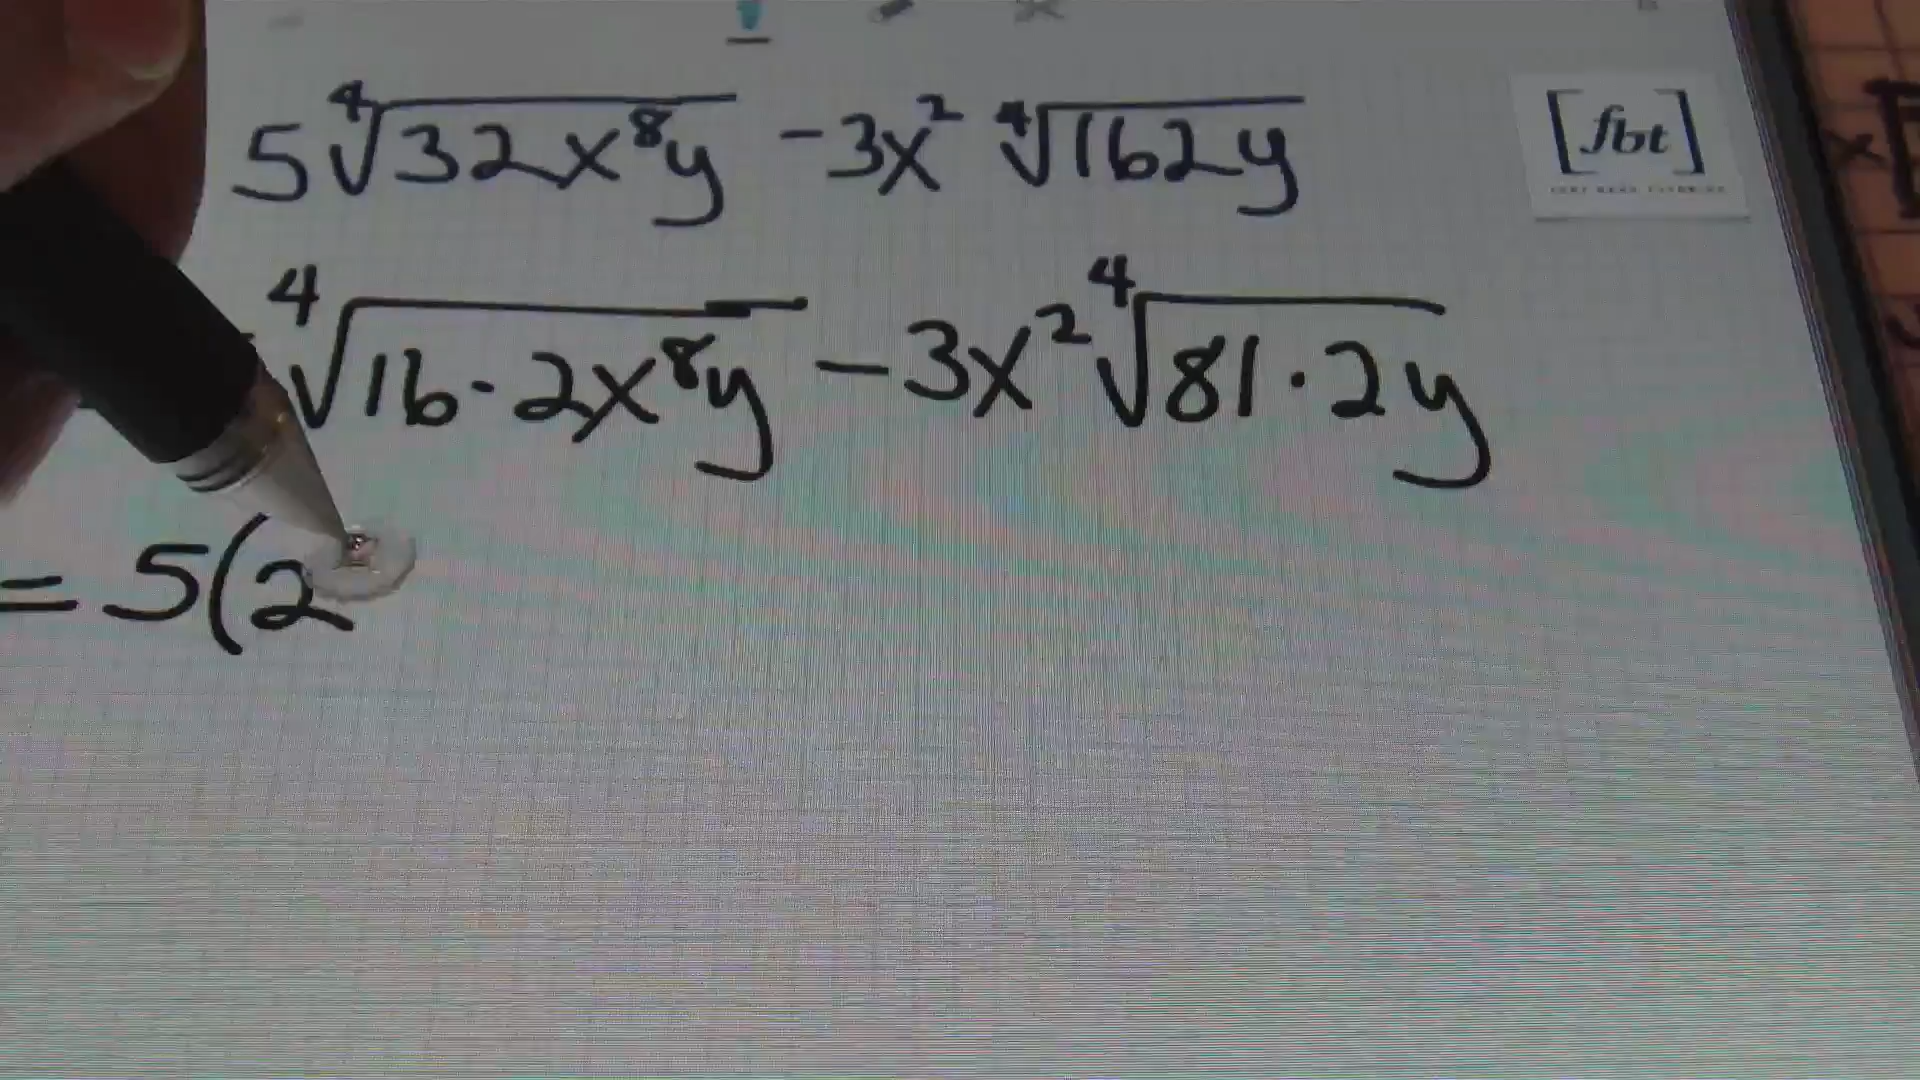 5∜32x⁸y - 3x² ∜162y
[fbt]
∜16·2x⁸y - 3x² ∜81·2y
= 5(2